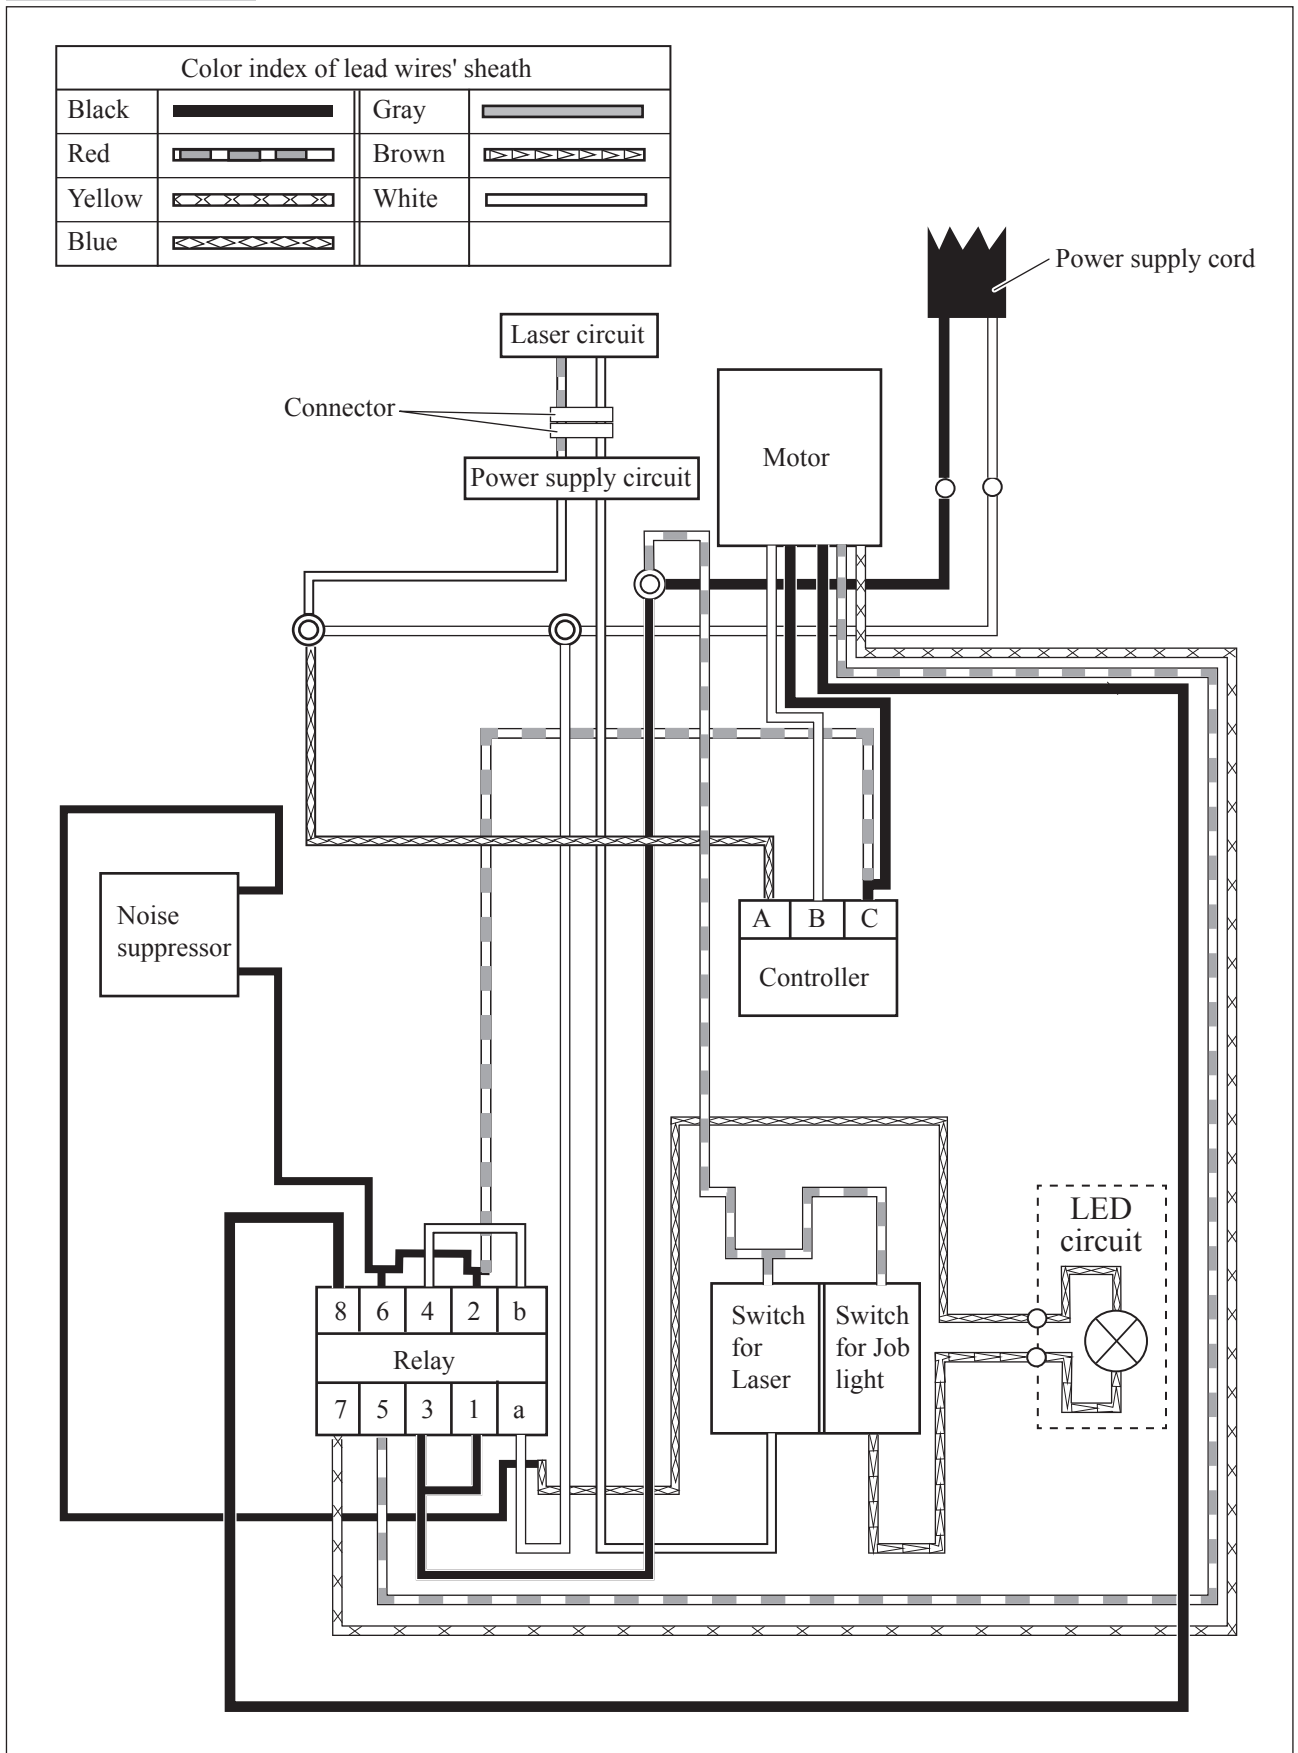 Color index of lead wires' sheath
Black
Gray
Red
Brown
Yellow
White
Blue
Power supply cord
Laser circuit
Connector
Motor
Power supply circuit
A B C
Controller
Noise
suppressor
LED
circuit
8 6 4 2 b
Relay
7 5 3 1 a
Switch
for
Laser
Switch
for Job
light